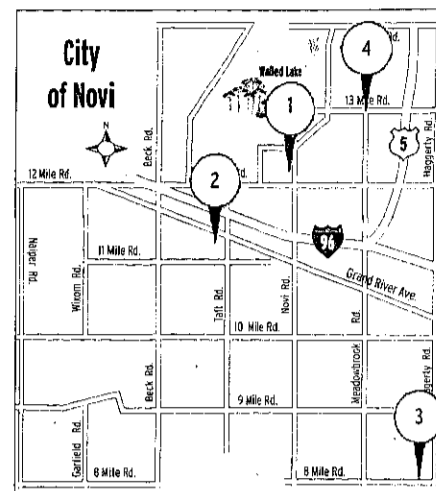 City
of Novi
Walled Lake
Rd.
4
13 Mile Rd.
1
N
Beck Rd.
Haggerty Rd.
5
12 Mile Rd.
2
Rd.
96
11 Mile Rd.
Napier Rd.
Wixom Rd.
Taft Rd.
Novi Rd.
Grand River Ave.
10 Mile Rd.
Rd.
Meadowbrook
Beck Rd.
9 Mile Rd.
3
Garfield Rd.
8 Mile Rd.
8 Mile Rd.